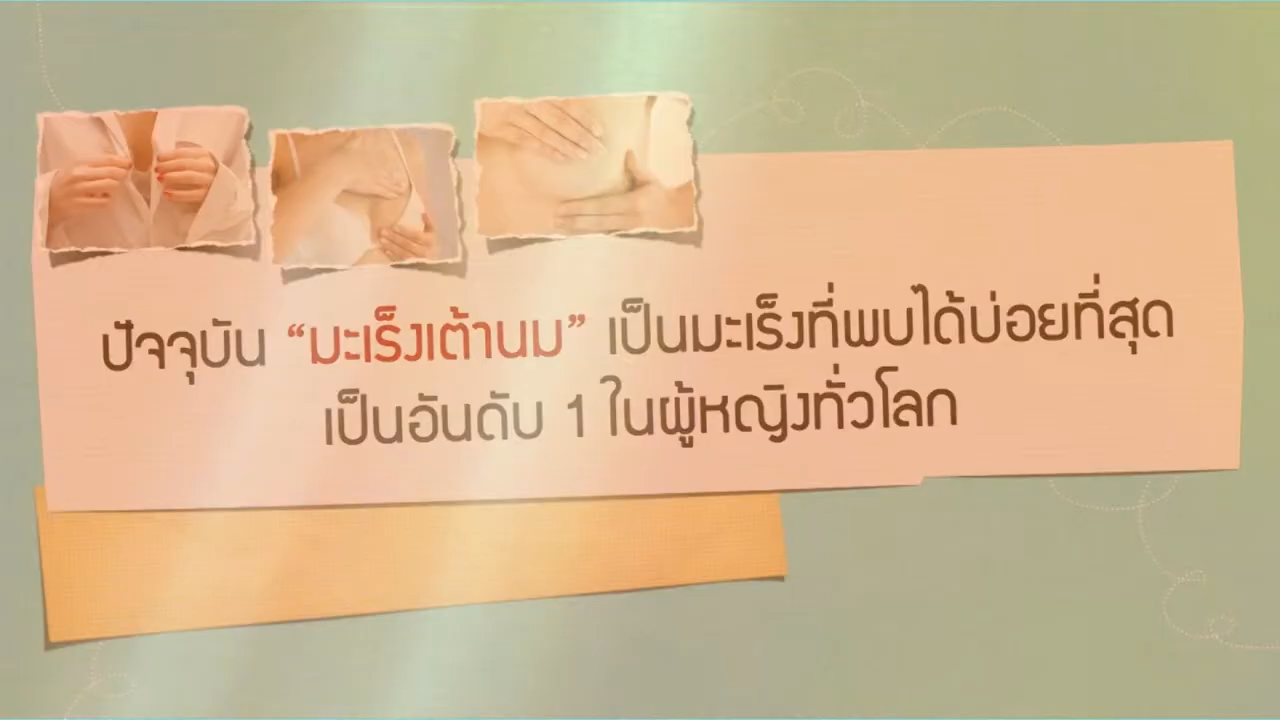 ปัจจุบัน “มะเร็งเต้านม” เป็นมะเร็งที่พบได้บ่อยที่สุด
เป็นอันดับ 1 ในผู้หญิงทั่วโลก